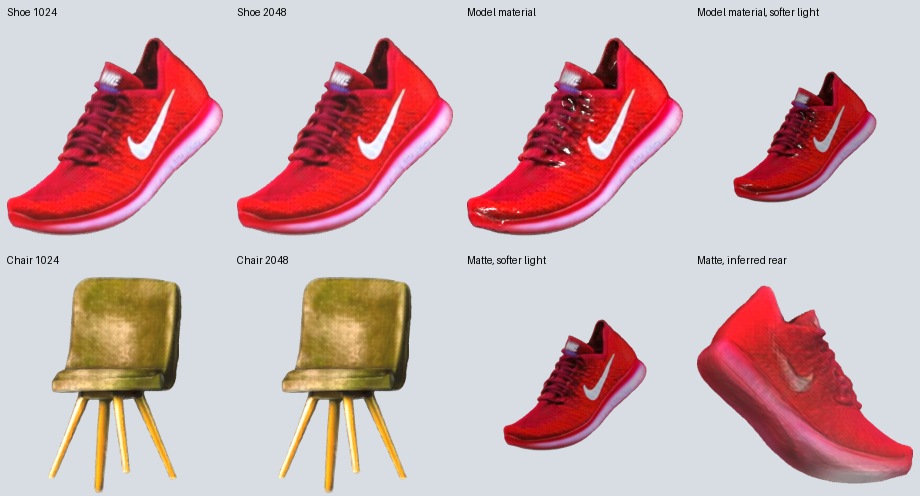 Shoe 1024
Shoe 2048
Model material
Model material, softer light
Chair 1024
Chair 2048
Matte, softer light
Matte, inferred rear